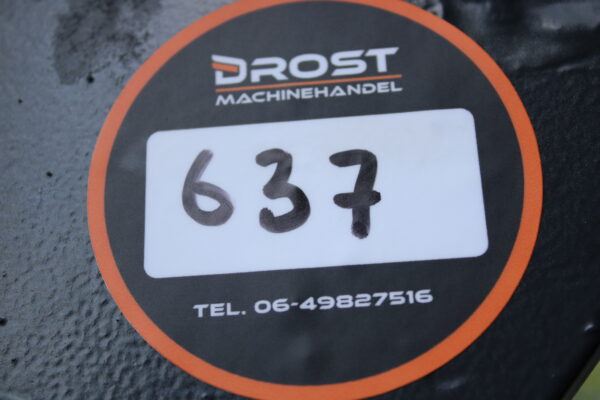 DROST
MACHINEHANDEL
637
TEL. 06-49827516